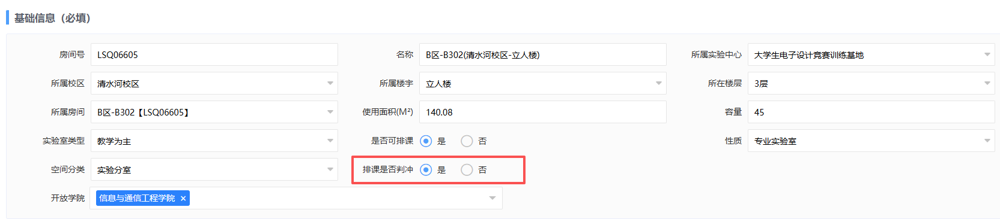 基础信息（必填）
房间号 LSQ06605 名称 B区-B302(清水河校区-立人楼) 所属实验中心 大学生电子设计竞赛训练基地
所属校区 清水河校区 所属楼宇 立人楼 所在楼层 3层
所属房间 B区-B302【LSQ06605】 使用面积(M²) 140.08 容量 45
实验室类型 教学为主 是否可排课 是 否 性质 专业实验室
空间分类 实验分室 排课是否判冲 是 否
开放学院 信息与通信工程学院 ×